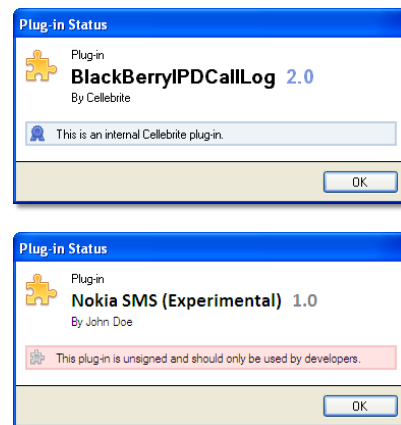 Plug-in Status
Plug-in
BlackBerryIPDCallLog 2.0
By Cellebrite
This is an internal Cellebrite plug-in.
OK
Plug-in Status
Plug-in
Nokia SMS (Experimental) 1.0
By John Doe
This plug-in is unsigned and should only be used by developers.
OK